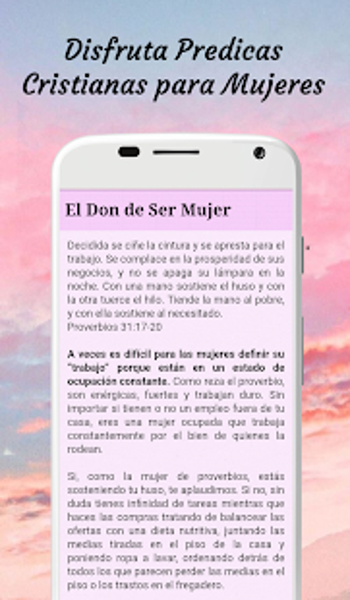 Disfruta Predicas
Cristianas para Mujeres
El Don de Ser Mujer
Decidida se ciñe la cintura y se apresta para el
trabajo. Se complace en la prosperidad de sus
negocios, y no se apaga su lámpara en la
noche. Con una mano sostiene el huso y con
la otra tuerce el hilo. Tiende la mano al pobre,
y con ella sostiene al necesitado.
Proverbios 31:17-20
A veces es difícil para las mujeres definir su
"trabajo" porque están en un estado de
ocupación constante. Como reza el proverbio,
son enérgicas, fuertes y trabajan duro. Sin
importar si tienen o no un empleo fuera de tu
casa, eres una mujer ocupada que trabaja
constantemente por el bien de quienes la
rodean.
Si, como la mujer de proverbios, estás
sosteniendo tu huso, te aplaudimos. Si no, sin
duda tienes infinidad de tareas mientras que
haces las compras tratando de balancear las
ofertas con una dieta nutritiva, juntando las
medias tiradas en el piso de la casa y
poniendo ropa a lavar, ordenando detrás de
todos los que parecen perder las medias en el
piso o los trastos en el fregadero.